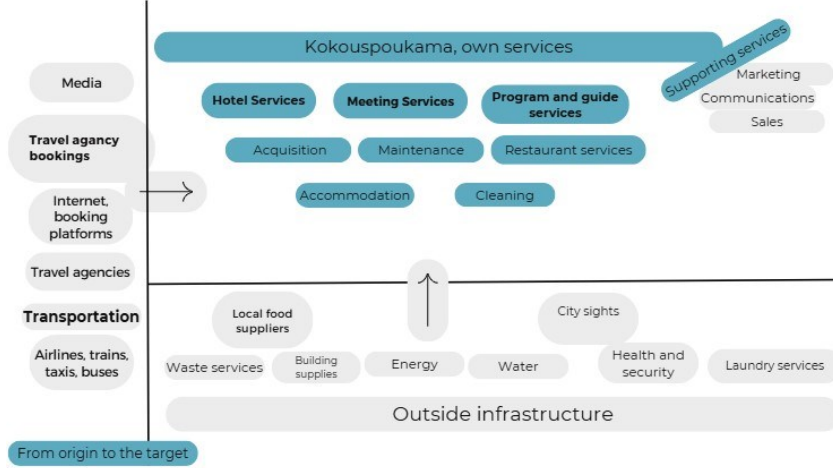 Kokouspoukama, own services
Supporting services
Marketing
Communications
Sales
Media
Travel agancy
bookings
Internet,
booking
platforms
Travel agencies
Transportation
Airlines, trains,
taxis, buses
From origin to the target
Hotel Services
Meeting Services
Program and guide
services
Acquisition
Maintenance
Restaurant services
Accommodation
Cleaning
Local food
suppliers
City sights
Waste services
Building
supplies
Energy
Water
Health and
security
Laundry services
Outside infrastructure